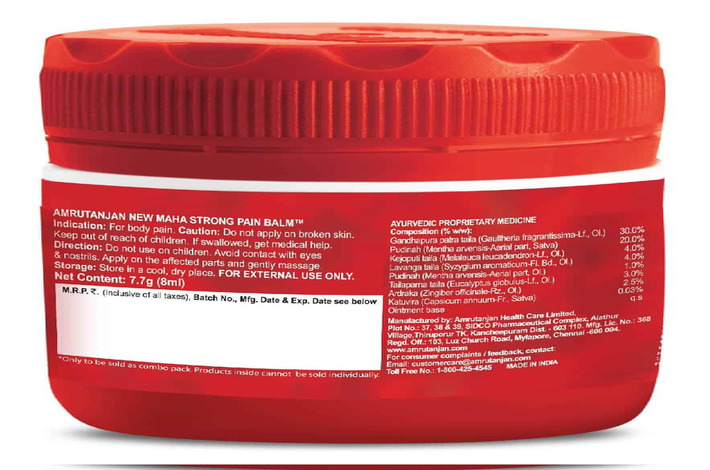 AMRUTANJAN NEW MAHA STRONG PAIN BALM™
Indication: For body pain. Caution: Do not apply on broken skin.
Keep out of reach of children. If swallowed, get medical help.
Direction: Do not use on children. Avoid contact with eyes
& nostrils. Apply on the affected parts and gently massage
Storage: Store in a cool, dry place. FOR EXTERNAL USE ONLY.
Net Content: 7.7g (8ml)
M.R.P. ₹. (Inclusive of all taxes), Batch No., Mfg. Date & Exp. Date see below
*Only to be sold as combo pack Products inside cannot be sold individually.
AYURVEDIC PROPRIETARY MEDICINE
Composition (% w/w):
Gandhapura patra taila (Gaultheria fragrantissima-Lf., Ol.) 30.0%
Pudinah (Mentha arvensis-Aerial part, Satva) 20.0%
Kejoputi taila (Melaleuca leucadendron-Lf., Ol.) 4.0%
Lavanga taila (Syzygium aromaticum-Fl. Bd., Ol.) 4.0%
Pudinah (Mentha arvensis-Aerial part, Ol.) 1.0%
Tailaparna taila (Eucalyptus globulus-Lf., Ol.) 3.0%
Ardraka (Zingiber officinale-Rz., Ol.) 2.5%
Katuvira (Capsicum annuum-Fr., Satva) 0.03%
Ointment base q.s
Manufactured by: Amrutanjan Health Care Limited,
Plot No.: 37, 38 & 39, SIDCO Pharmaceutical Complex, Alathur
Village, Thiruporur TK, Kancheepuram Dist. - 603 110. Mfg. Lic. No.: 368
Regd. Off.: 103, Luz Church Road, Mylapore, Chennai -600 004.
www.amrutanjan.com
For consumer complaints / feedback, contact:
Email: customercare@amrutanjan.com
Toll Free No.: 1-800-425-4545 MADE IN INDIA